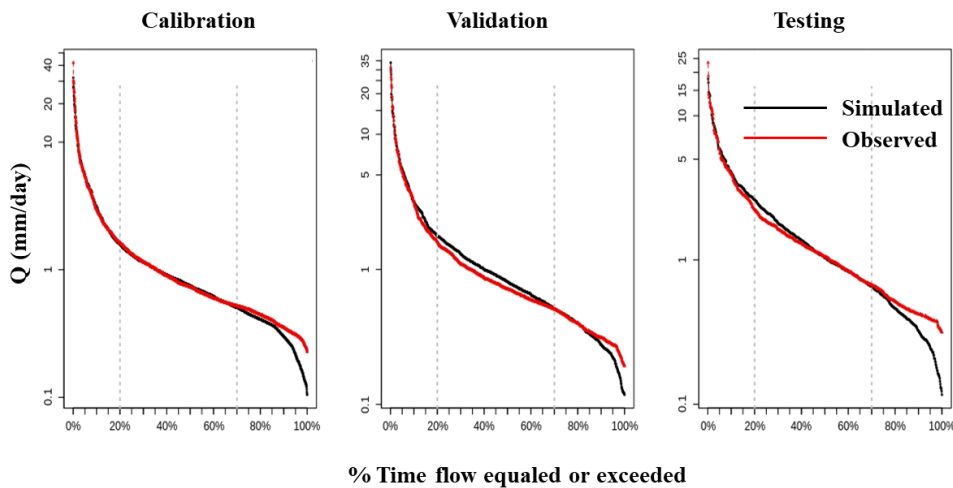 Calibration
Validation
Testing
Q (mm/day)
40
20
10
1
0.1
0% 20% 40% 60% 80% 100%
35
20
10
5
1
0.1
0% 20% 40% 60% 80% 100%
25
15
10
5
1
0.1
0% 20% 40% 60% 80% 100%
Simulated
Observed
% Time flow equaled or exceeded